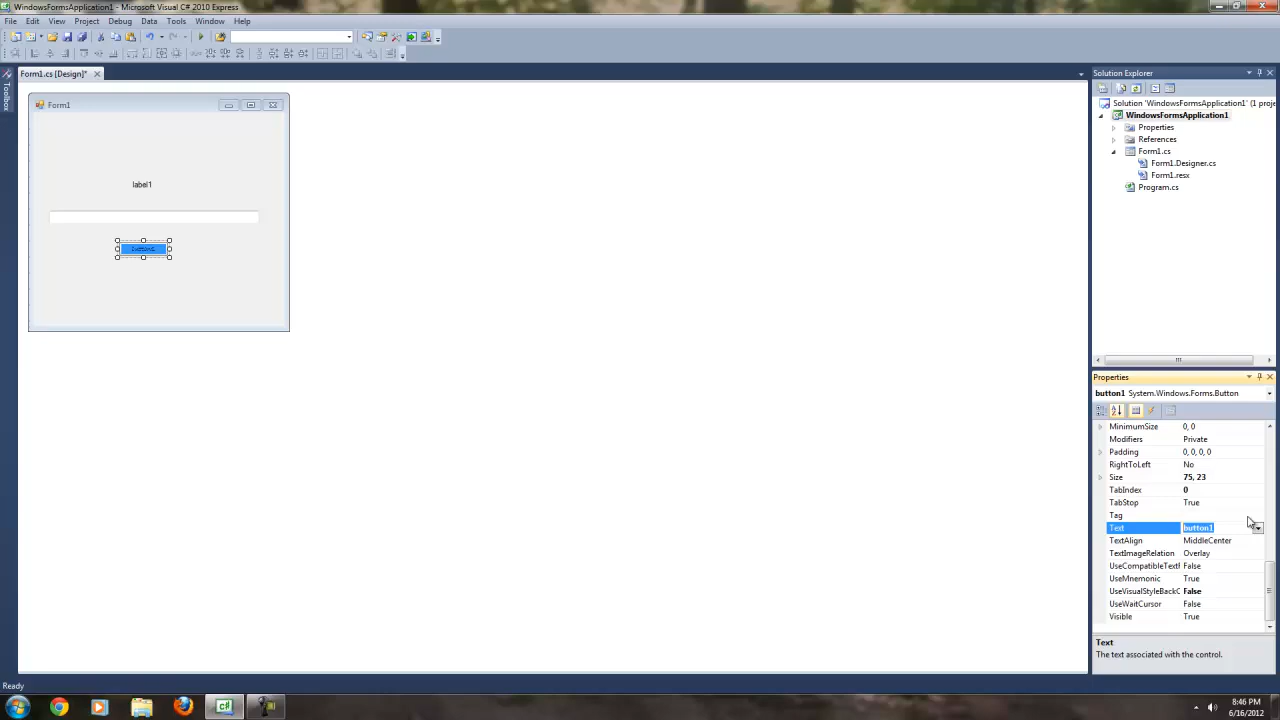 WindowsFormsApplication1 - Microsoft Visual C# 2010 Express
File Edit View Project Debug Data Tools Window Help
Toolbox
Form1.cs [Design]*
Form1
label1
Solution Explorer
Solution 'WindowsFormsApplication1' (1 proje
WindowsFormsApplication1
Properties
References
Form1.cs
Form1.Designer.cs
Form1.resx
Program.cs
Properties
button1 System.Windows.Forms.Button
MinimumSize 0, 0
Modifiers Private
Padding 0, 0, 0, 0
RightToLeft No
Size 75, 23
TabIndex 0
TabStop True
Tag
Text button1
TextAlign MiddleCenter
TextImageRelation Overlay
UseCompatibleTextR False
UseMnemonic True
UseVisualStyleBackC False
UseWaitCursor False
Visible True
Text
The text associated with the control.
Ready
8:46 PM
6/16/2012